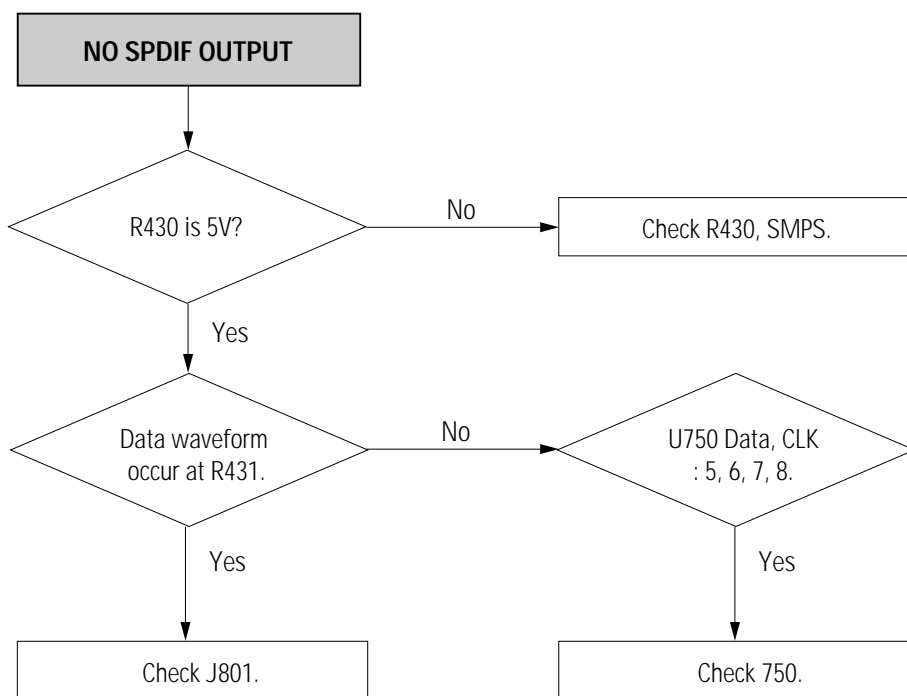 NO SPDIF OUTPUT
R430 is 5V?
No
Check R430, SMPS.
Yes
Data waveform
occur at R431.
No
U750 Data, CLK
: 5, 6, 7, 8.
Yes
Yes
Check J801.
Check 750.